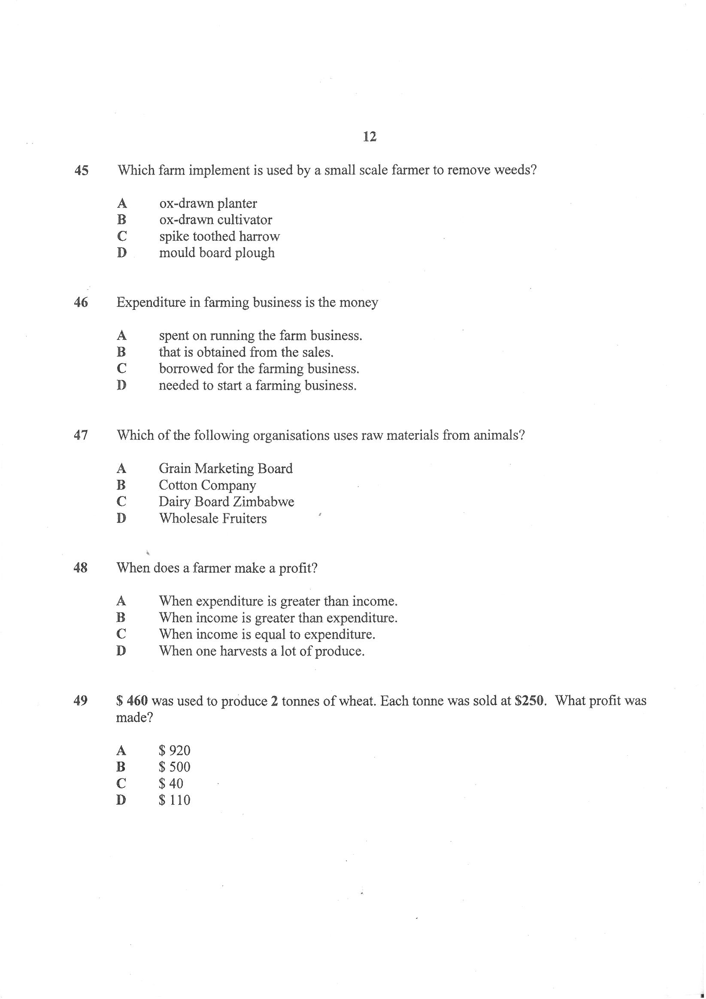 12
45 Which farm implement is used by a small scale farmer to remove weeds?
A ox-drawn planter
B ox-drawn cultivator
C spike toothed harrow
D mould board plough
46 Expenditure in farming business is the money
A spent on running the farm business.
B that is obtained from the sales.
C borrowed for the farming business.
D needed to start a farming business.
47 Which of the following organisations uses raw materials from animals?
A Grain Marketing Board
B Cotton Company
C Dairy Board Zimbabwe
D Wholesale Fruiters
48 When does a farmer make a profit?
A When expenditure is greater than income.
B When income is greater than expenditure.
C When income is equal to expenditure.
D When one harvests a lot of produce.
49 $ 460 was used to produce 2 tonnes of wheat. Each tonne was sold at $250. What profit was
made?
A $ 920
B $ 500
C $ 40
D $ 110